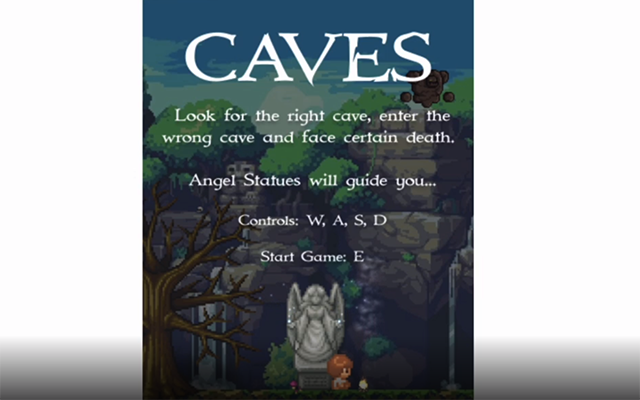 CAVES
Look for the right cave, enter the
wrong cave and face certain death.
Angel Statues will guide you...
Controls: W, A, S, D
Start Game: E